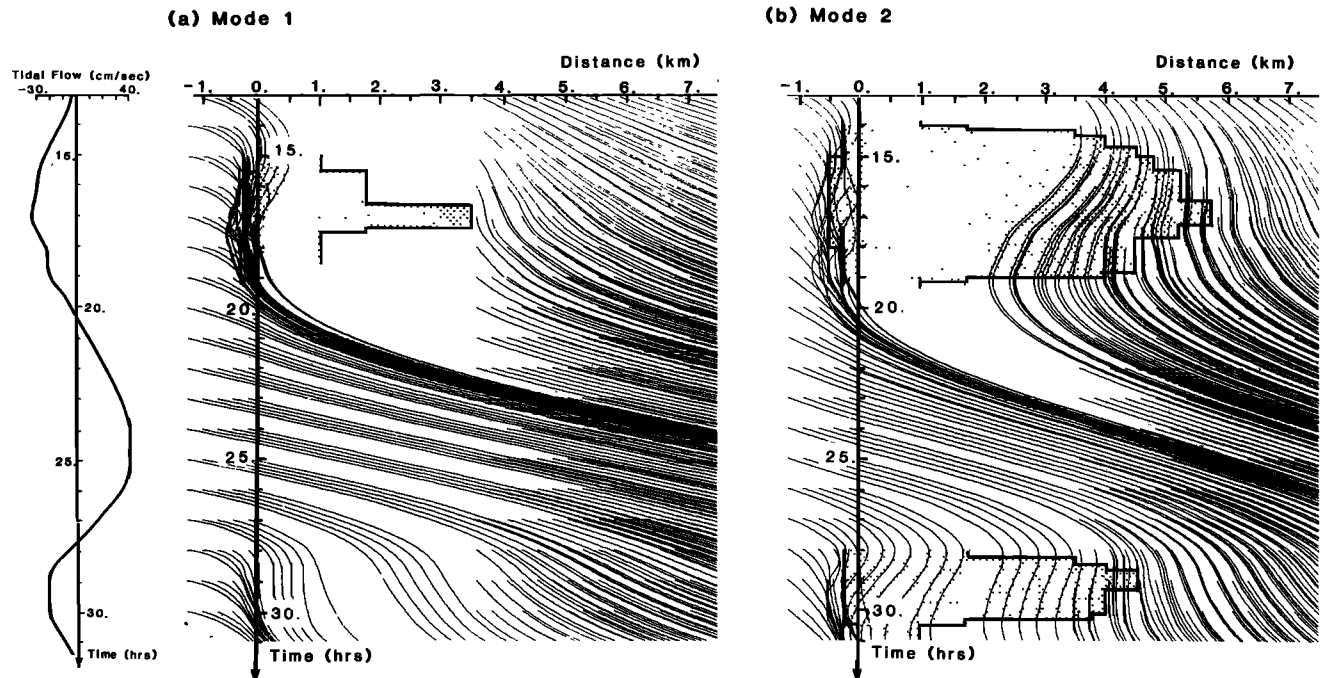 (a) Mode 1
(b) Mode 2
Tidal Flow (cm/sec)
-30. 40.
15.
20.
25.
30.
Time (hrs)
Distance (km)
-1. 0. 1. 2. 3. 4. 5. 6. 7.
15.
20.
25.
30.
Time (hrs)
Distance (km)
-1. 0. 1. 2. 3. 4. 5. 6. 7.
15.
20.
25.
30.
Time (hrs)